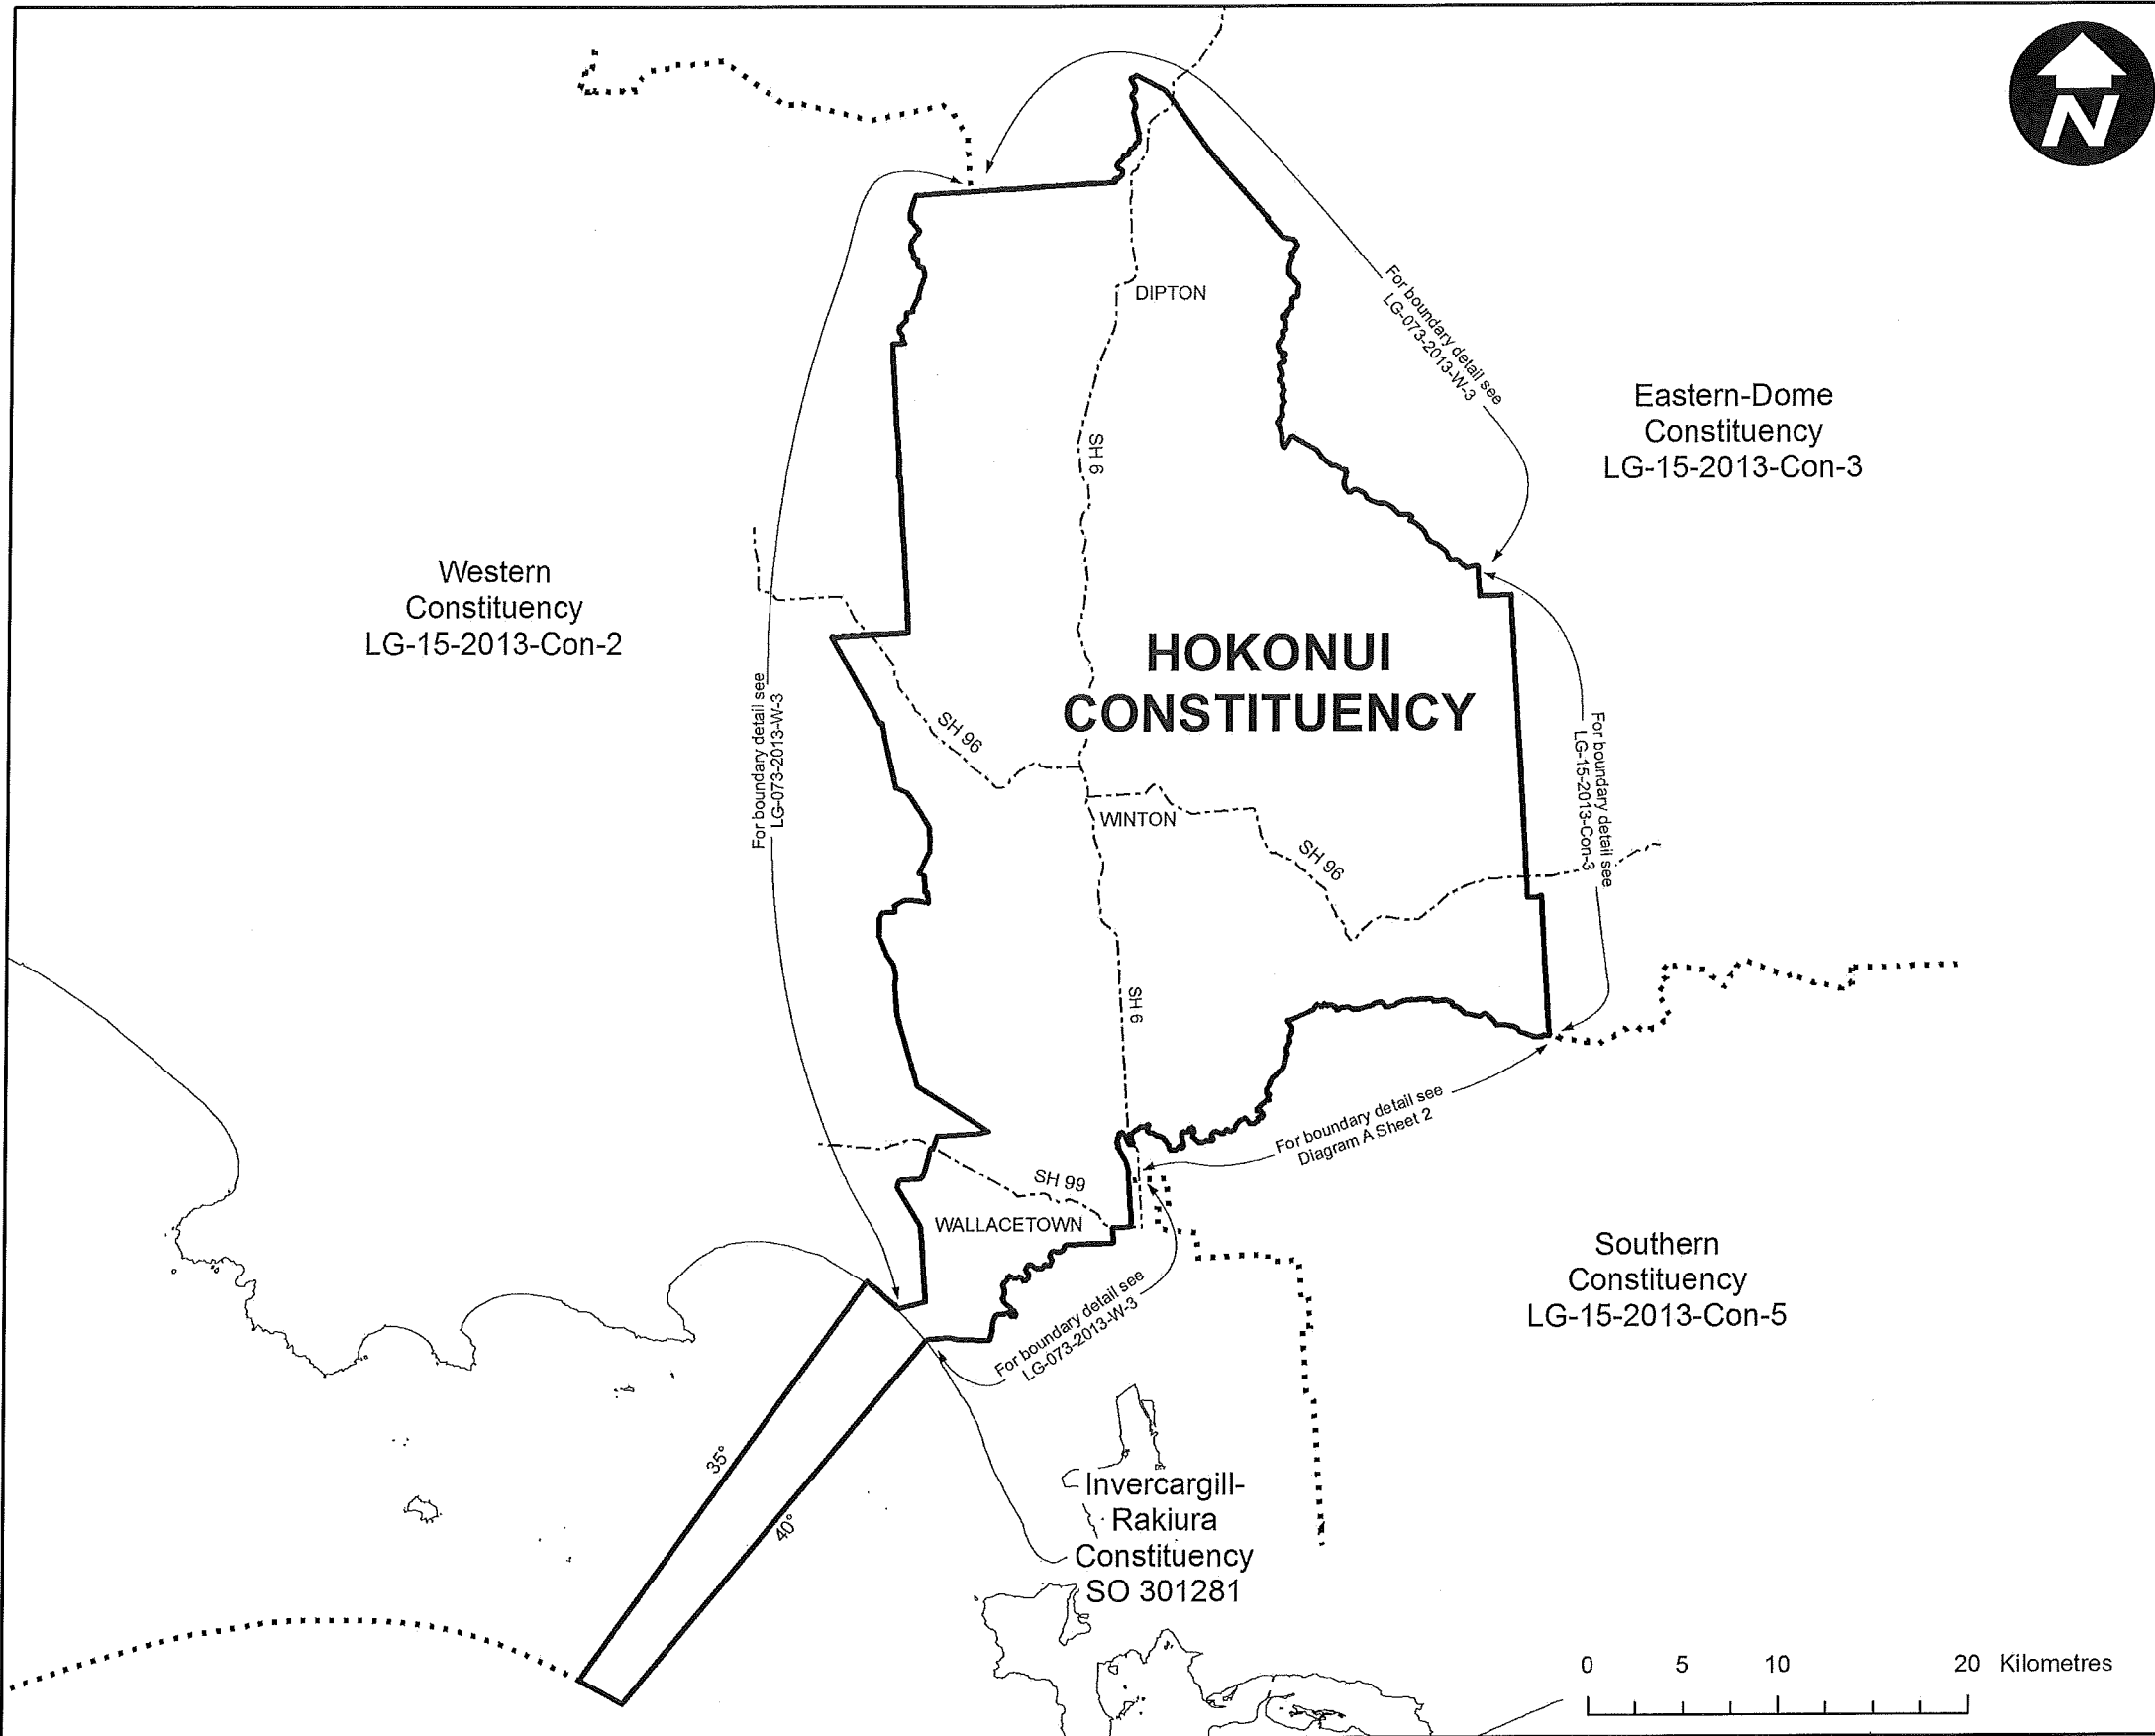 N
DIPTON
For boundary detail see
LG-073-2013-W-3
Eastern-Dome
Constituency
LG-15-2013-Con-3
SH 6
Western
Constituency
LG-15-2013-Con-2
HOKONUI
CONSTITUENCY
For boundary detail see
LG-073-2013-W-3
SH 96
For boundary detail see
LG-15-2013-Con-3
WINTON
SH 96
SH 6
For boundary detail see
Diagram A Sheet 2
SH 99
WALLACETOWN
Southern
Constituency
LG-15-2013-Con-5
For boundary detail see
LG-073-2013-W-3
35°
40°
Invercargill-
Rakiura
Constituency
SO 301281
0 5 10 20 Kilometres